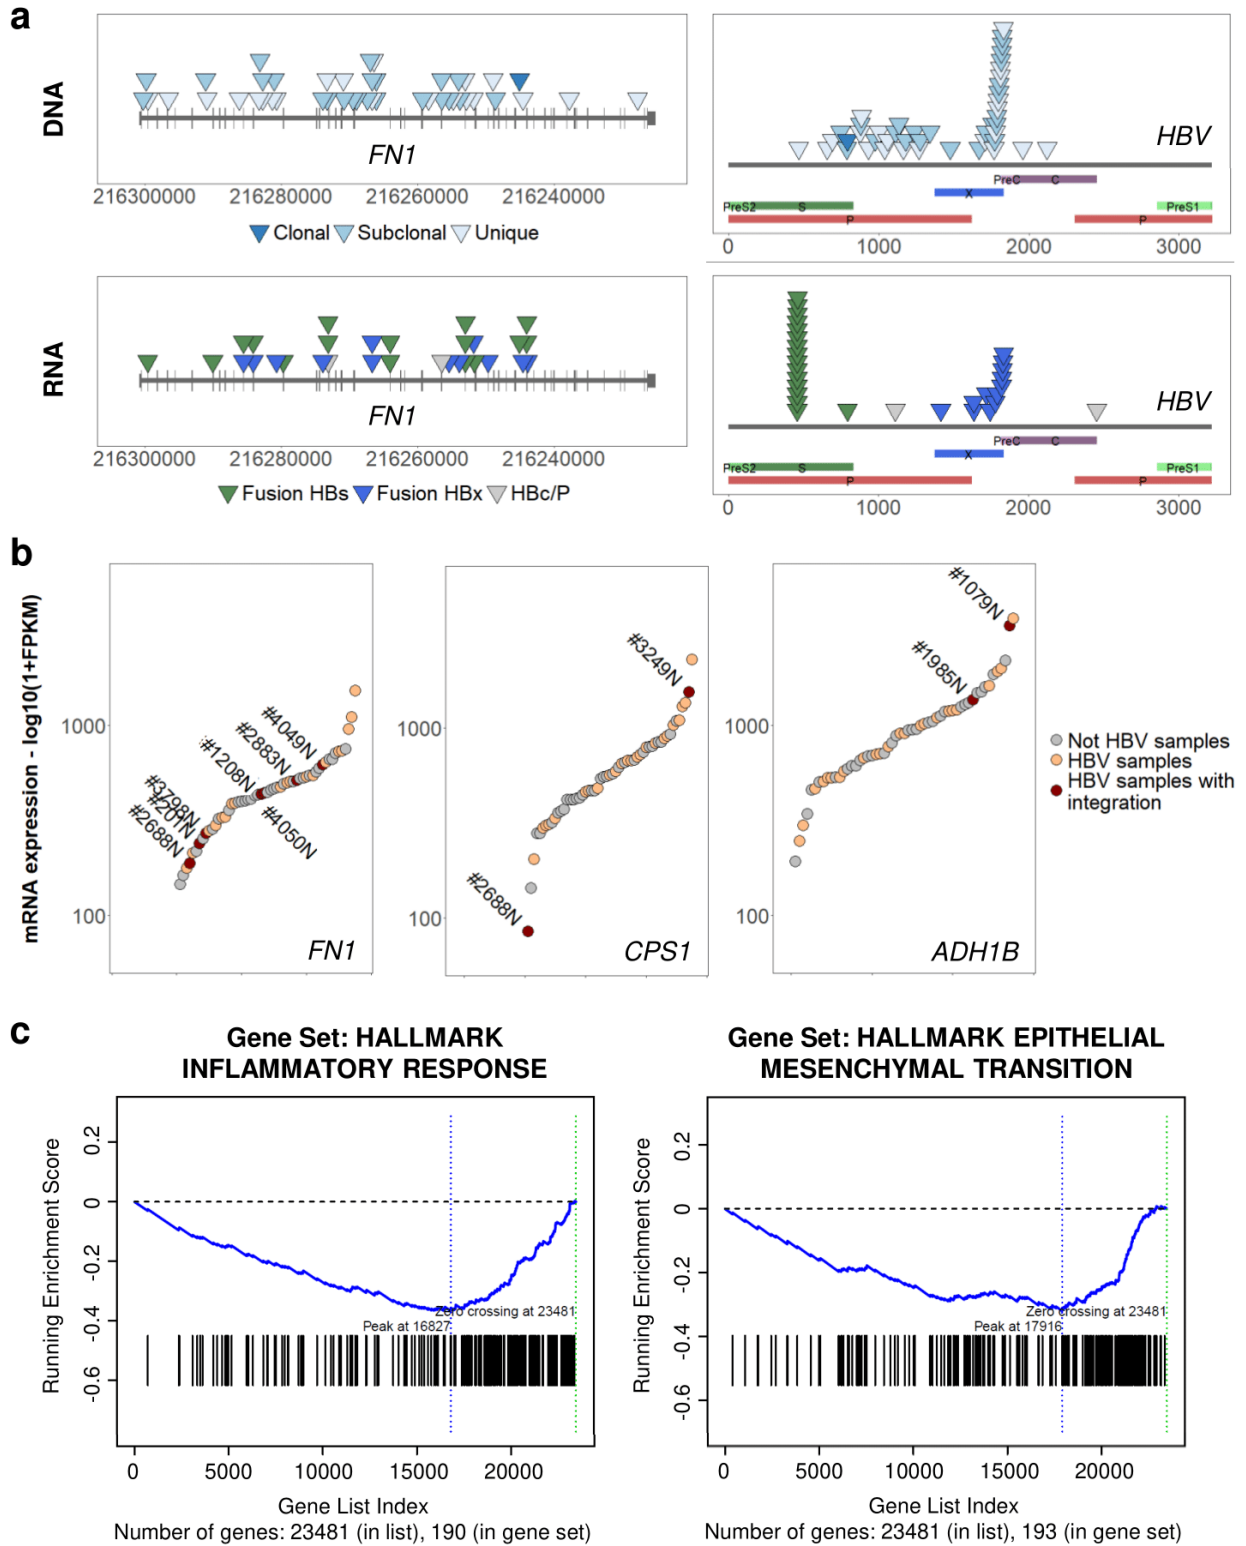 a
DNA
FN1
216300000 216280000 216260000 216240000
Clonal Subclonal Unique
HBV
PreC C
X
PreS2 S PreS1
P P
0 1000 2000 3000
RNA
FN1
216300000 216280000 216260000 216240000
Fusion HBs Fusion HBx HBc/P
HBV
PreC C
X
PreS2 S PreS1
P P
0 1000 2000 3000
b
mRNA expression - log10(1+FPKM)
1000
100
#4049N
#2883N
#1208N
#3798N
#201N
#2688N
#4050N
FN1
1000
100
#3249N
#2688N
CPS1
1000
100
#1079N
#1985N
ADH1B
Not HBV samples
HBV samples
HBV samples with
integration
c
Gene Set: HALLMARK
INFLAMMATORY RESPONSE
Running Enrichment Score
0.2
0
-0.2
-0.4
-0.6
Zero crossing at 23481
Peak at 16827
0 5000 10000 15000 20000
Gene List Index
Number of genes: 23481 (in list), 190 (in gene set)
Gene Set: HALLMARK EPITHELIAL
MESENCHYMAL TRANSITION
Running Enrichment Score
0.2
0
-0.2
-0.4
-0.6
Zero crossing at 23481
Peak at 17916
0 5000 10000 15000 20000
Gene List Index
Number of genes: 23481 (in list), 193 (in gene set)